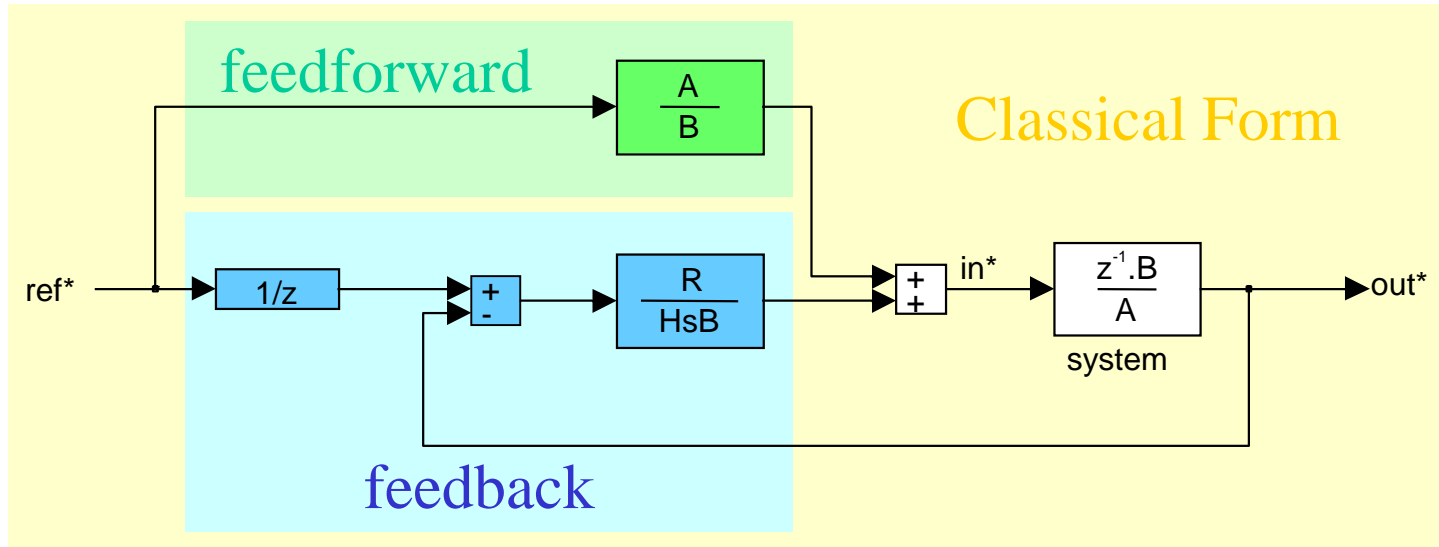 feedforward
A
B
Classical Form
ref*
1/z
+
-
R
HsB
+
+
in*
z⁻¹.B
A
system
out*
feedback